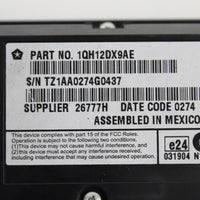 PART NO. 1QH12DX9AE
S/N TZ1AA0274G0437
SUPPLIER 26777H DATE CODE 0274
ASSEMBLED IN MEXICO
This device complies with part 15 of the FCC Rules.
Operation is subject to the following two conditions:
(1)This device may not cause harmful
interference, and
(2)this device must accept any interference
received, including interference that may
cause undesired operation.
e24
031904